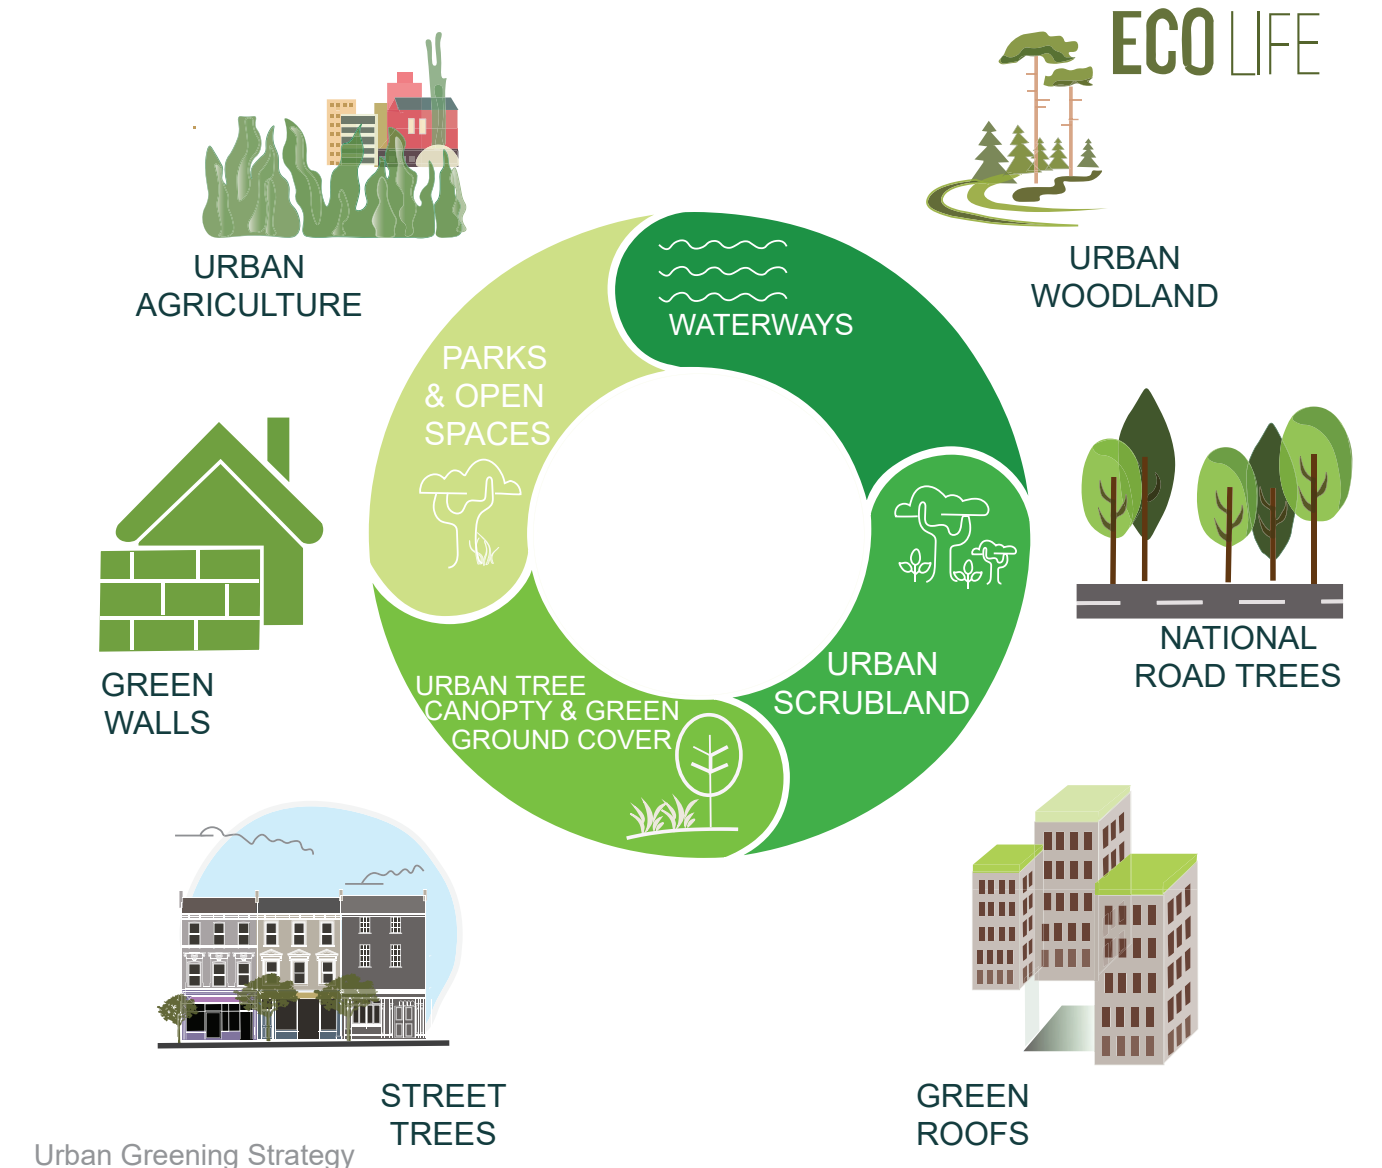 ECO LIFE
URBAN
AGRICULTURE
URBAN
WOODLAND
WATERWAYS
PARKS
& OPEN
SPACES
NATIONAL
ROAD TREES
GREEN
WALLS
URBAN
SCRUBLAND
URBAN TREE
CANOPTY & GREEN
GROUND COVER
STREET
TREES
GREEN
ROOFS
Urban Greening Strategy